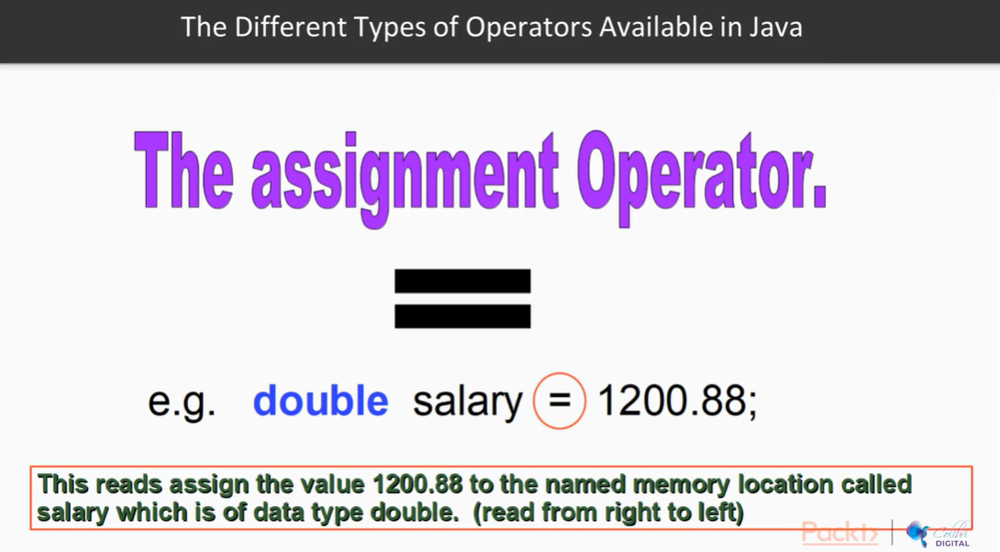 The Different Types of Operators Available in Java
The assignment Operator.
=
e.g. double salary = 1200.88;
This reads assign the value 1200.88 to the named memory location called
salary which is of data type double. (read from right to left)
Packt>
Colibri
DIGITAL